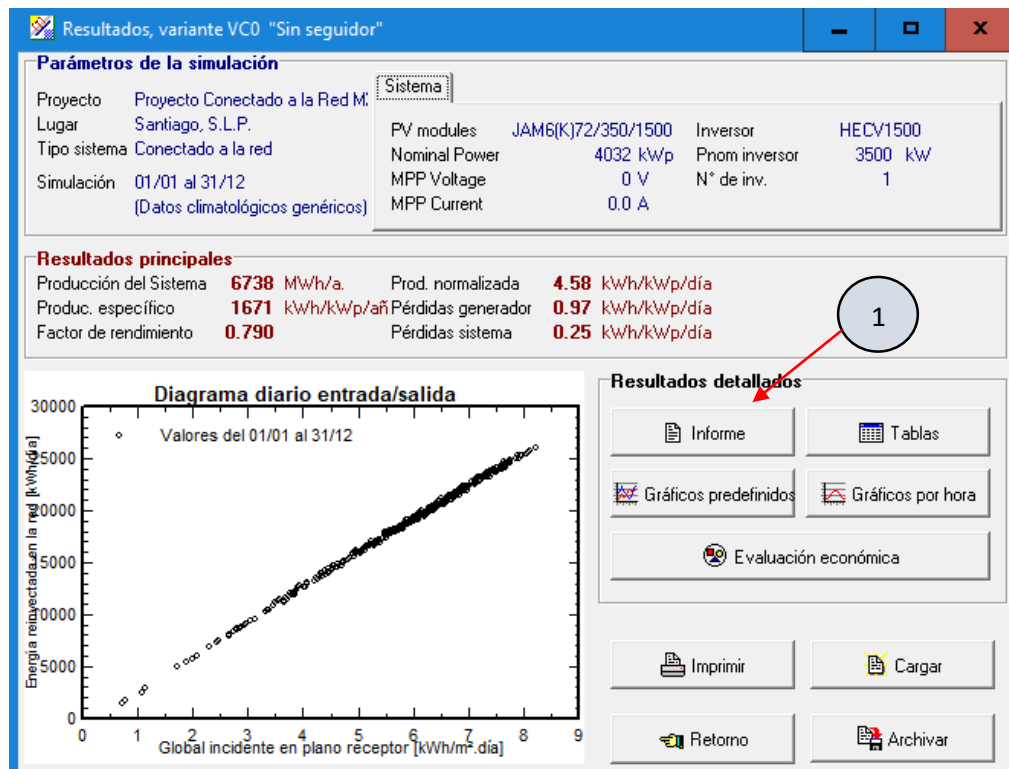 Resultados, variante VC0 "Sin seguidor"
Parámetros de la simulación
Proyecto Proyecto Conectado a la Red M
Lugar Santiago, S.L.P.
Tipo sistema Conectado a la red
Simulación 01/01 al 31/12
(Datos climatológicos genéricos)
Sistema
PV modules JAM6(K)72/350/1500 Inversor HECV1500
Nominal Power 4032 kWp Pnom inversor 3500 kW
MPP Voltage 0 V N° de inv. 1
MPP Current 0.0 A
Resultados principales
Producción del Sistema 6738 MWh/a. Prod. normalizada 4.58 kWh/kWp/día
Produc. específico 1671 kWh/kWp/añ Pérdidas generador 0.97 kWh/kWp/día
Factor de rendimiento 0.790 Pérdidas sistema 0.25 kWh/kWp/día
1
Diagrama diario entrada/salida
Valores del 01/01 al 31/12
Energía reinyectada en la red [kWh/día]
30000
25000
20000
15000
10000
5000
0
0 1 2 3 4 5 6 7 8 9
Global incidente en plano receptor [kWh/m².día]
Resultados detallados
Informe Tablas
Gráficos predefinidos Gráficos por hora
Evaluación económica
Imprimir Cargar
Retorno Archivar